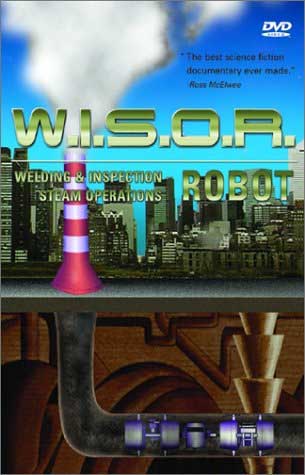 DVD
VIDEO
" The best science fiction
documentary ever made."
Ross McElwee
W.I.S.O.R.
WELDING & INSPECTION
STEAM OPERATIONS
ROBOT